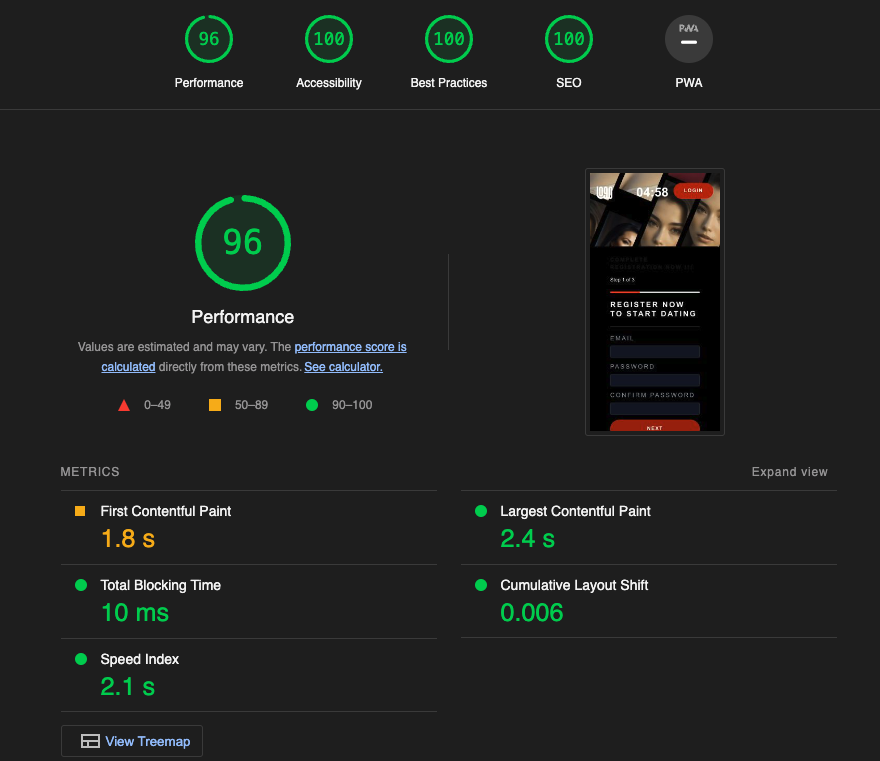 96
100
100
100
PWA
Performance
Accessibility
Best Practices
SEO
PWA
96
Performance
Values are estimated and may vary. The performance score is
calculated directly from these metrics. See calculator.
0–49
50–89
90–100
LOGO
04:58
LOGIN
COMPLETE
REGISTRATION NOW !!!
Step 1 of 3
REGISTER NOW
TO START DATING
EMAIL
PASSWORD
CONFIRM PASSWORD
NEXT
METRICS
Expand view
First Contentful Paint
1.8 s
Largest Contentful Paint
2.4 s
Total Blocking Time
10 ms
Cumulative Layout Shift
0.006
Speed Index
2.1 s
View Treemap